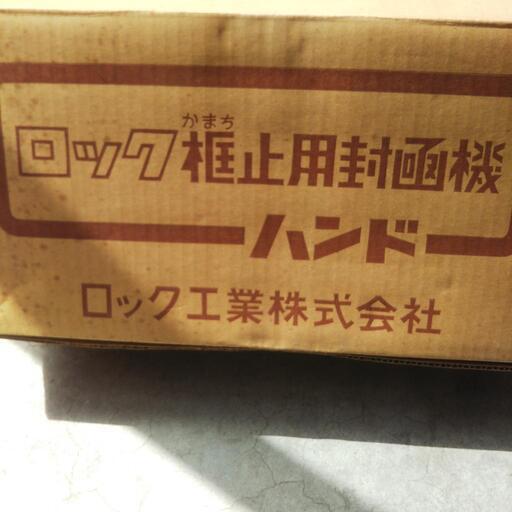 かまち
ロック框止用封函機
ハンド
ロック工業株式会社